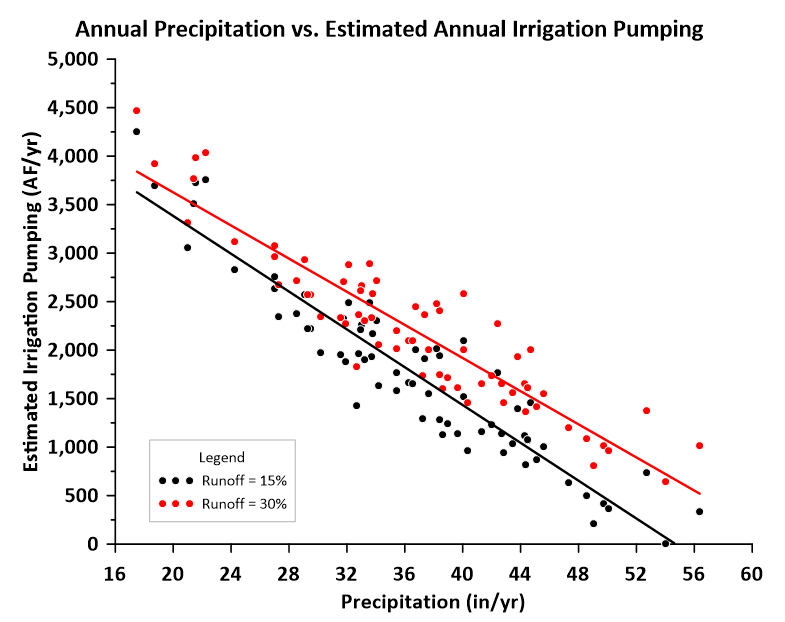 Annual Precipitation vs. Estimated Annual Irrigation Pumping
5,000
4,500
4,000
3,500
3,000
2,500
2,000
1,500
1,000
500
0
Estimated Irrigation Pumping (AF/yr)
Legend
Runoff = 15%
Runoff = 30%
16 20 24 28 32 36 40 44 48 52 56 60
Precipitation (in/yr)